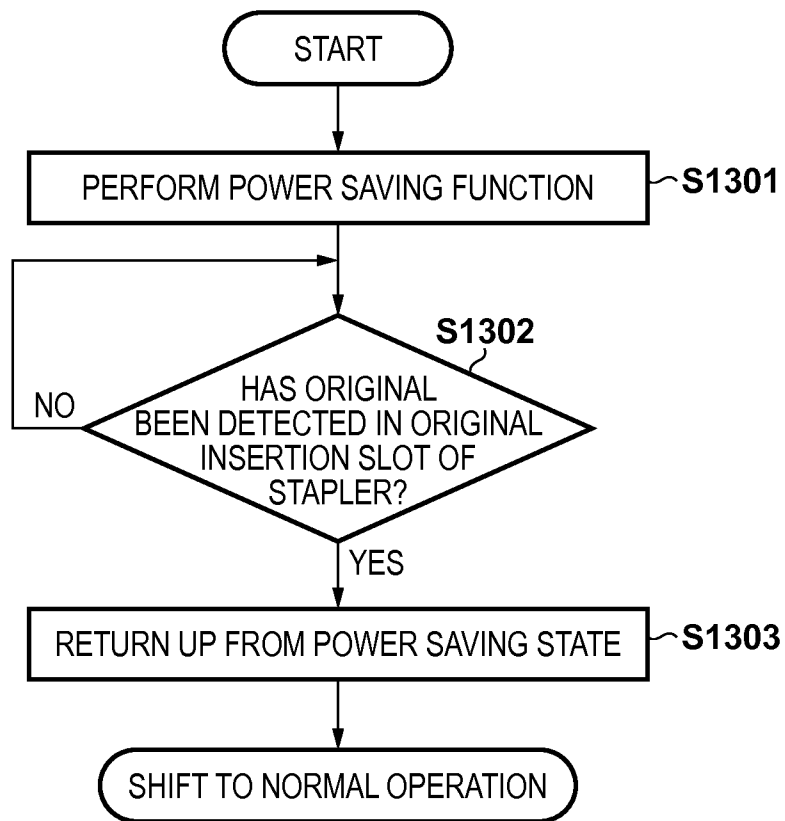 START
PERFORM POWER SAVING FUNCTION
S1301
S1302
HAS ORIGINAL
BEEN DETECTED IN ORIGINAL
INSERTION SLOT OF
STAPLER?
NO
YES
RETURN UP FROM POWER SAVING STATE
S1303
SHIFT TO NORMAL OPERATION